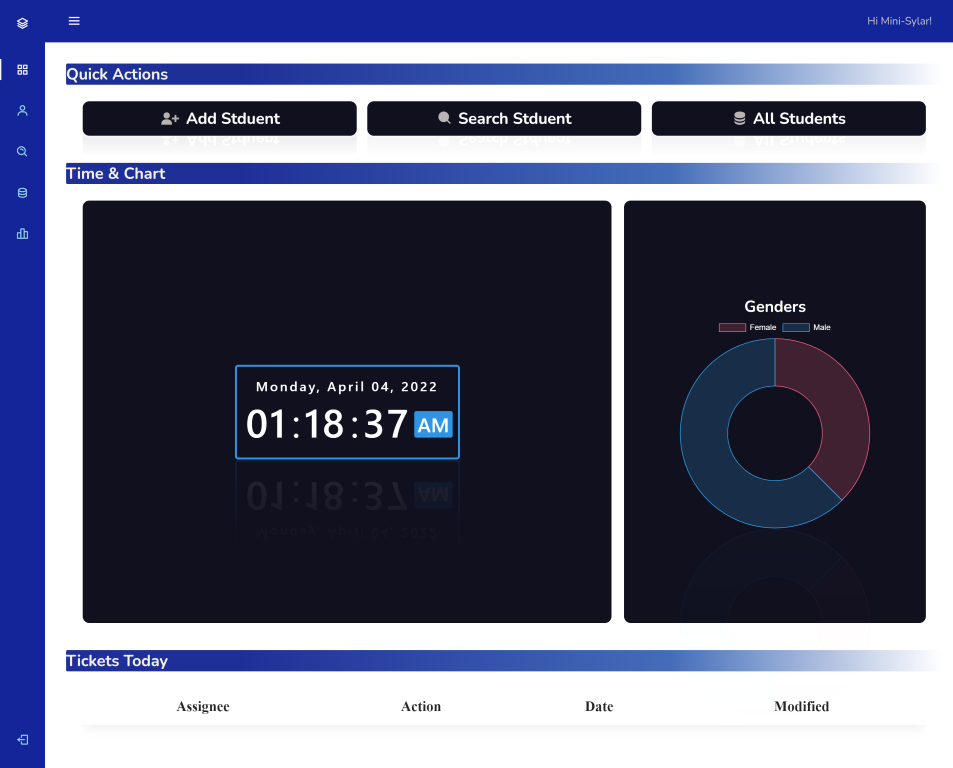 Hi Mini-Sylar!
Quick Actions
Add Stduent
Search Stduent
All Students
Time & Chart
Monday, April 04, 2022
01:18:37 AM
Genders
Female Male
Tickets Today
Assignee Action Date Modified